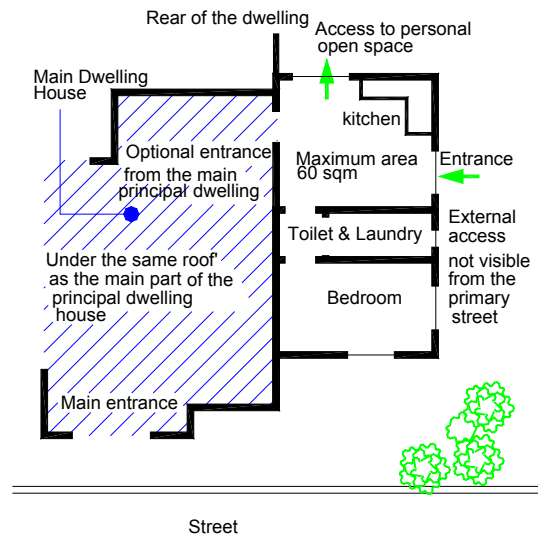 Rear of the dwelling
Access to personal
open space
Main Dwelling
House
kitchen
Optional entrance
from the main
principal dwelling
Maximum area
60 sqm
Entrance
Toilet & Laundry
External
access
not visible
from the
primary
street
Under the same roof'
as the main part of the
principal dwelling
house
Bedroom
Main entrance
Street